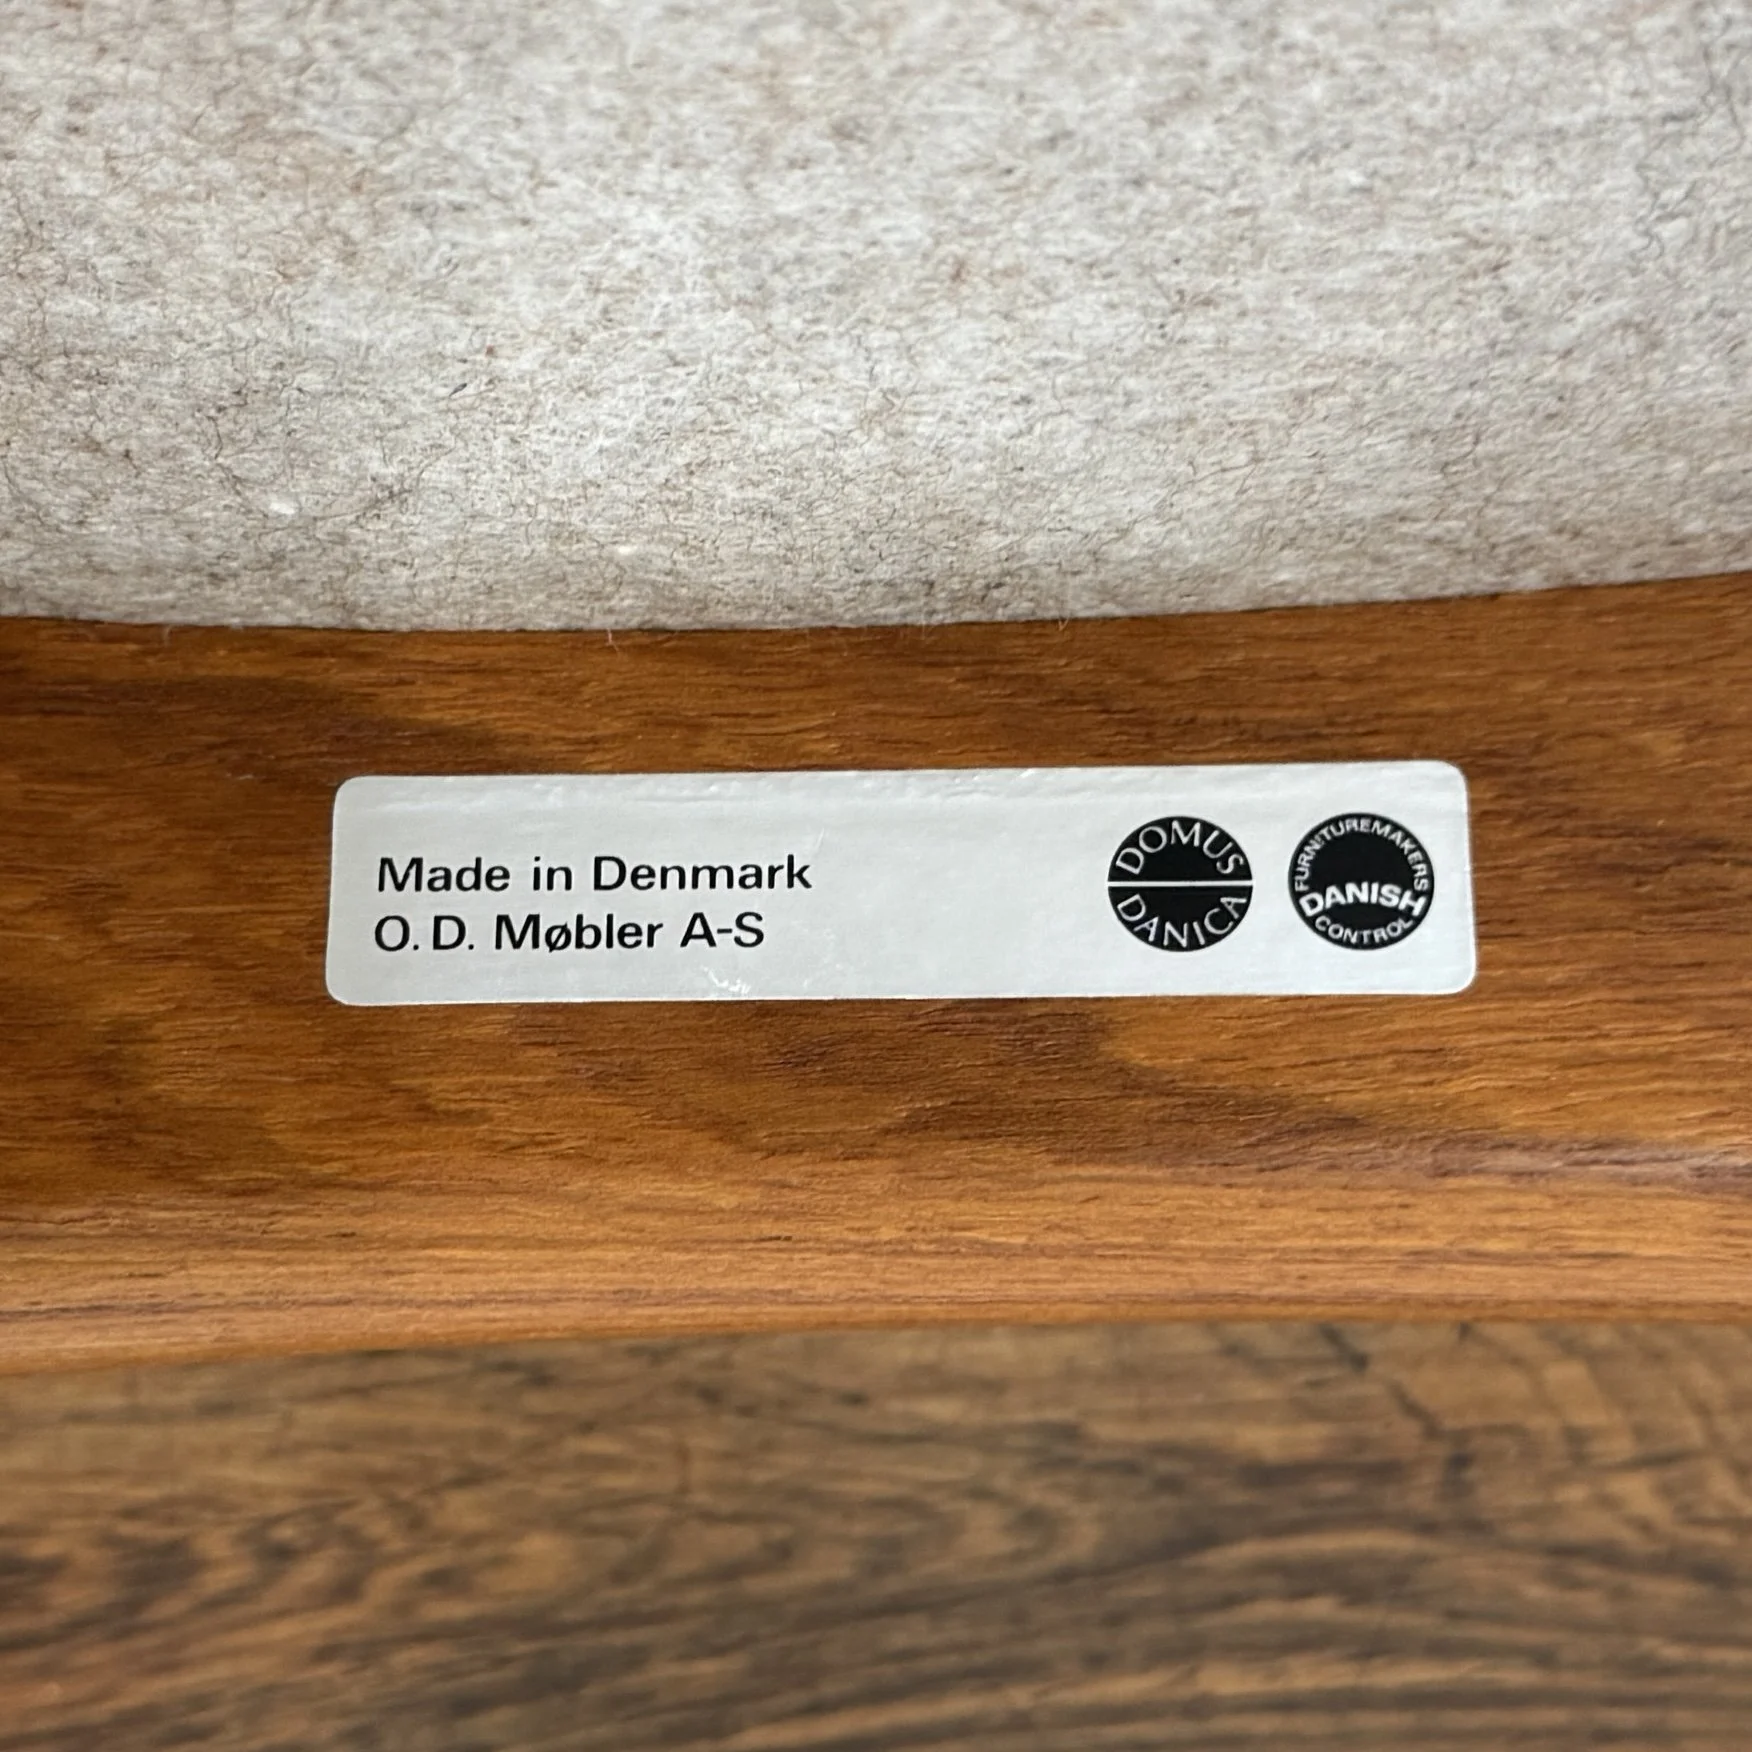 Made in Denmark
O. D. Møbler A-S
DOMUS
DANICA
FURNITUREMAKERS
DANISH
CONTROL